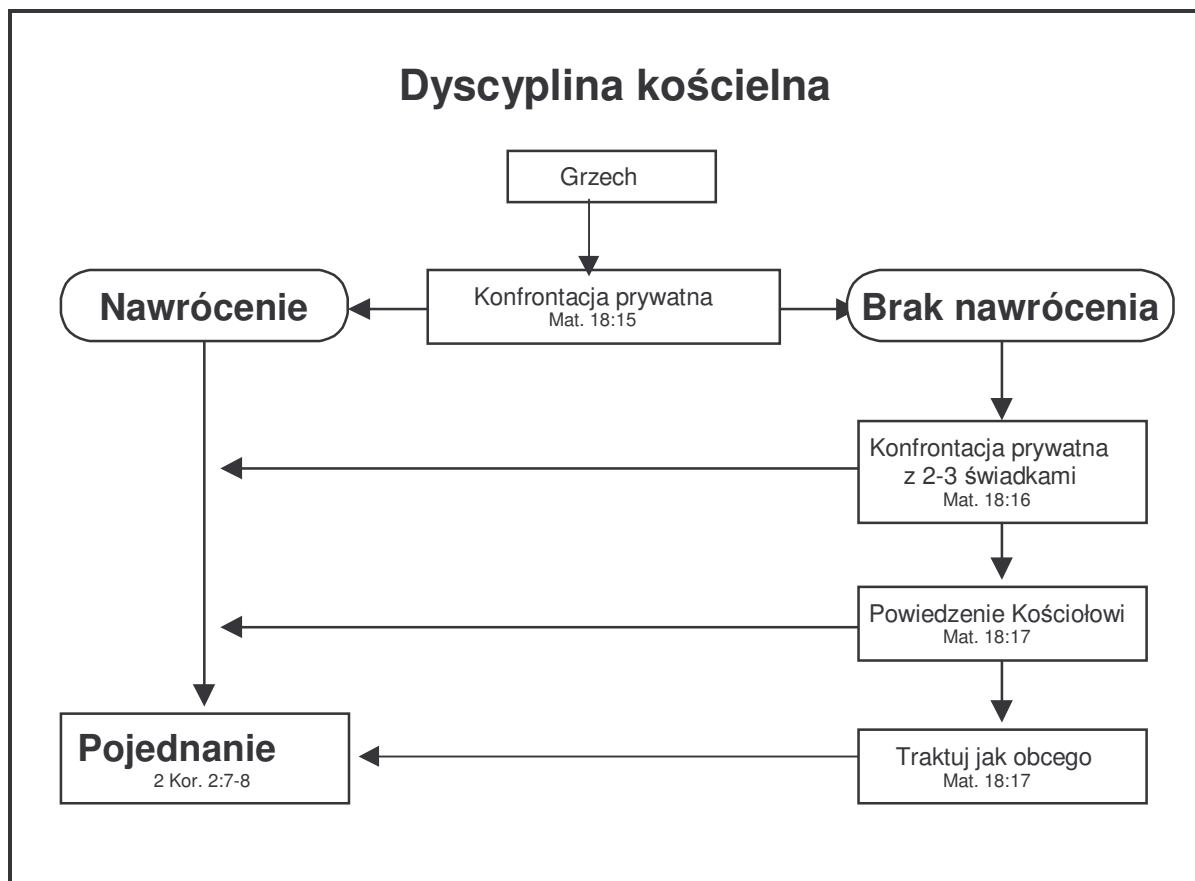 Dyscyplina kościelna
Grzech
Nawrócenie
Konfrontacja prywatna
Mat. 18:15
Brak nawrócenia
Konfrontacja prywatna
z 2-3 świadkami
Mat. 18:16
Powiedzenie Kościołowi
Mat. 18:17
Pojednanie
2 Kor. 2:7-8
Traktuj jak obcego
Mat. 18:17